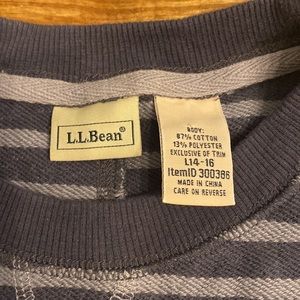 L.L.Bean®
BODY:
87% COTTON
13% POLYESTER
EXCLUSIVE OF TRIM
L14-16
ItemID 300386
MADE IN CHINA
CARE ON REVERSE